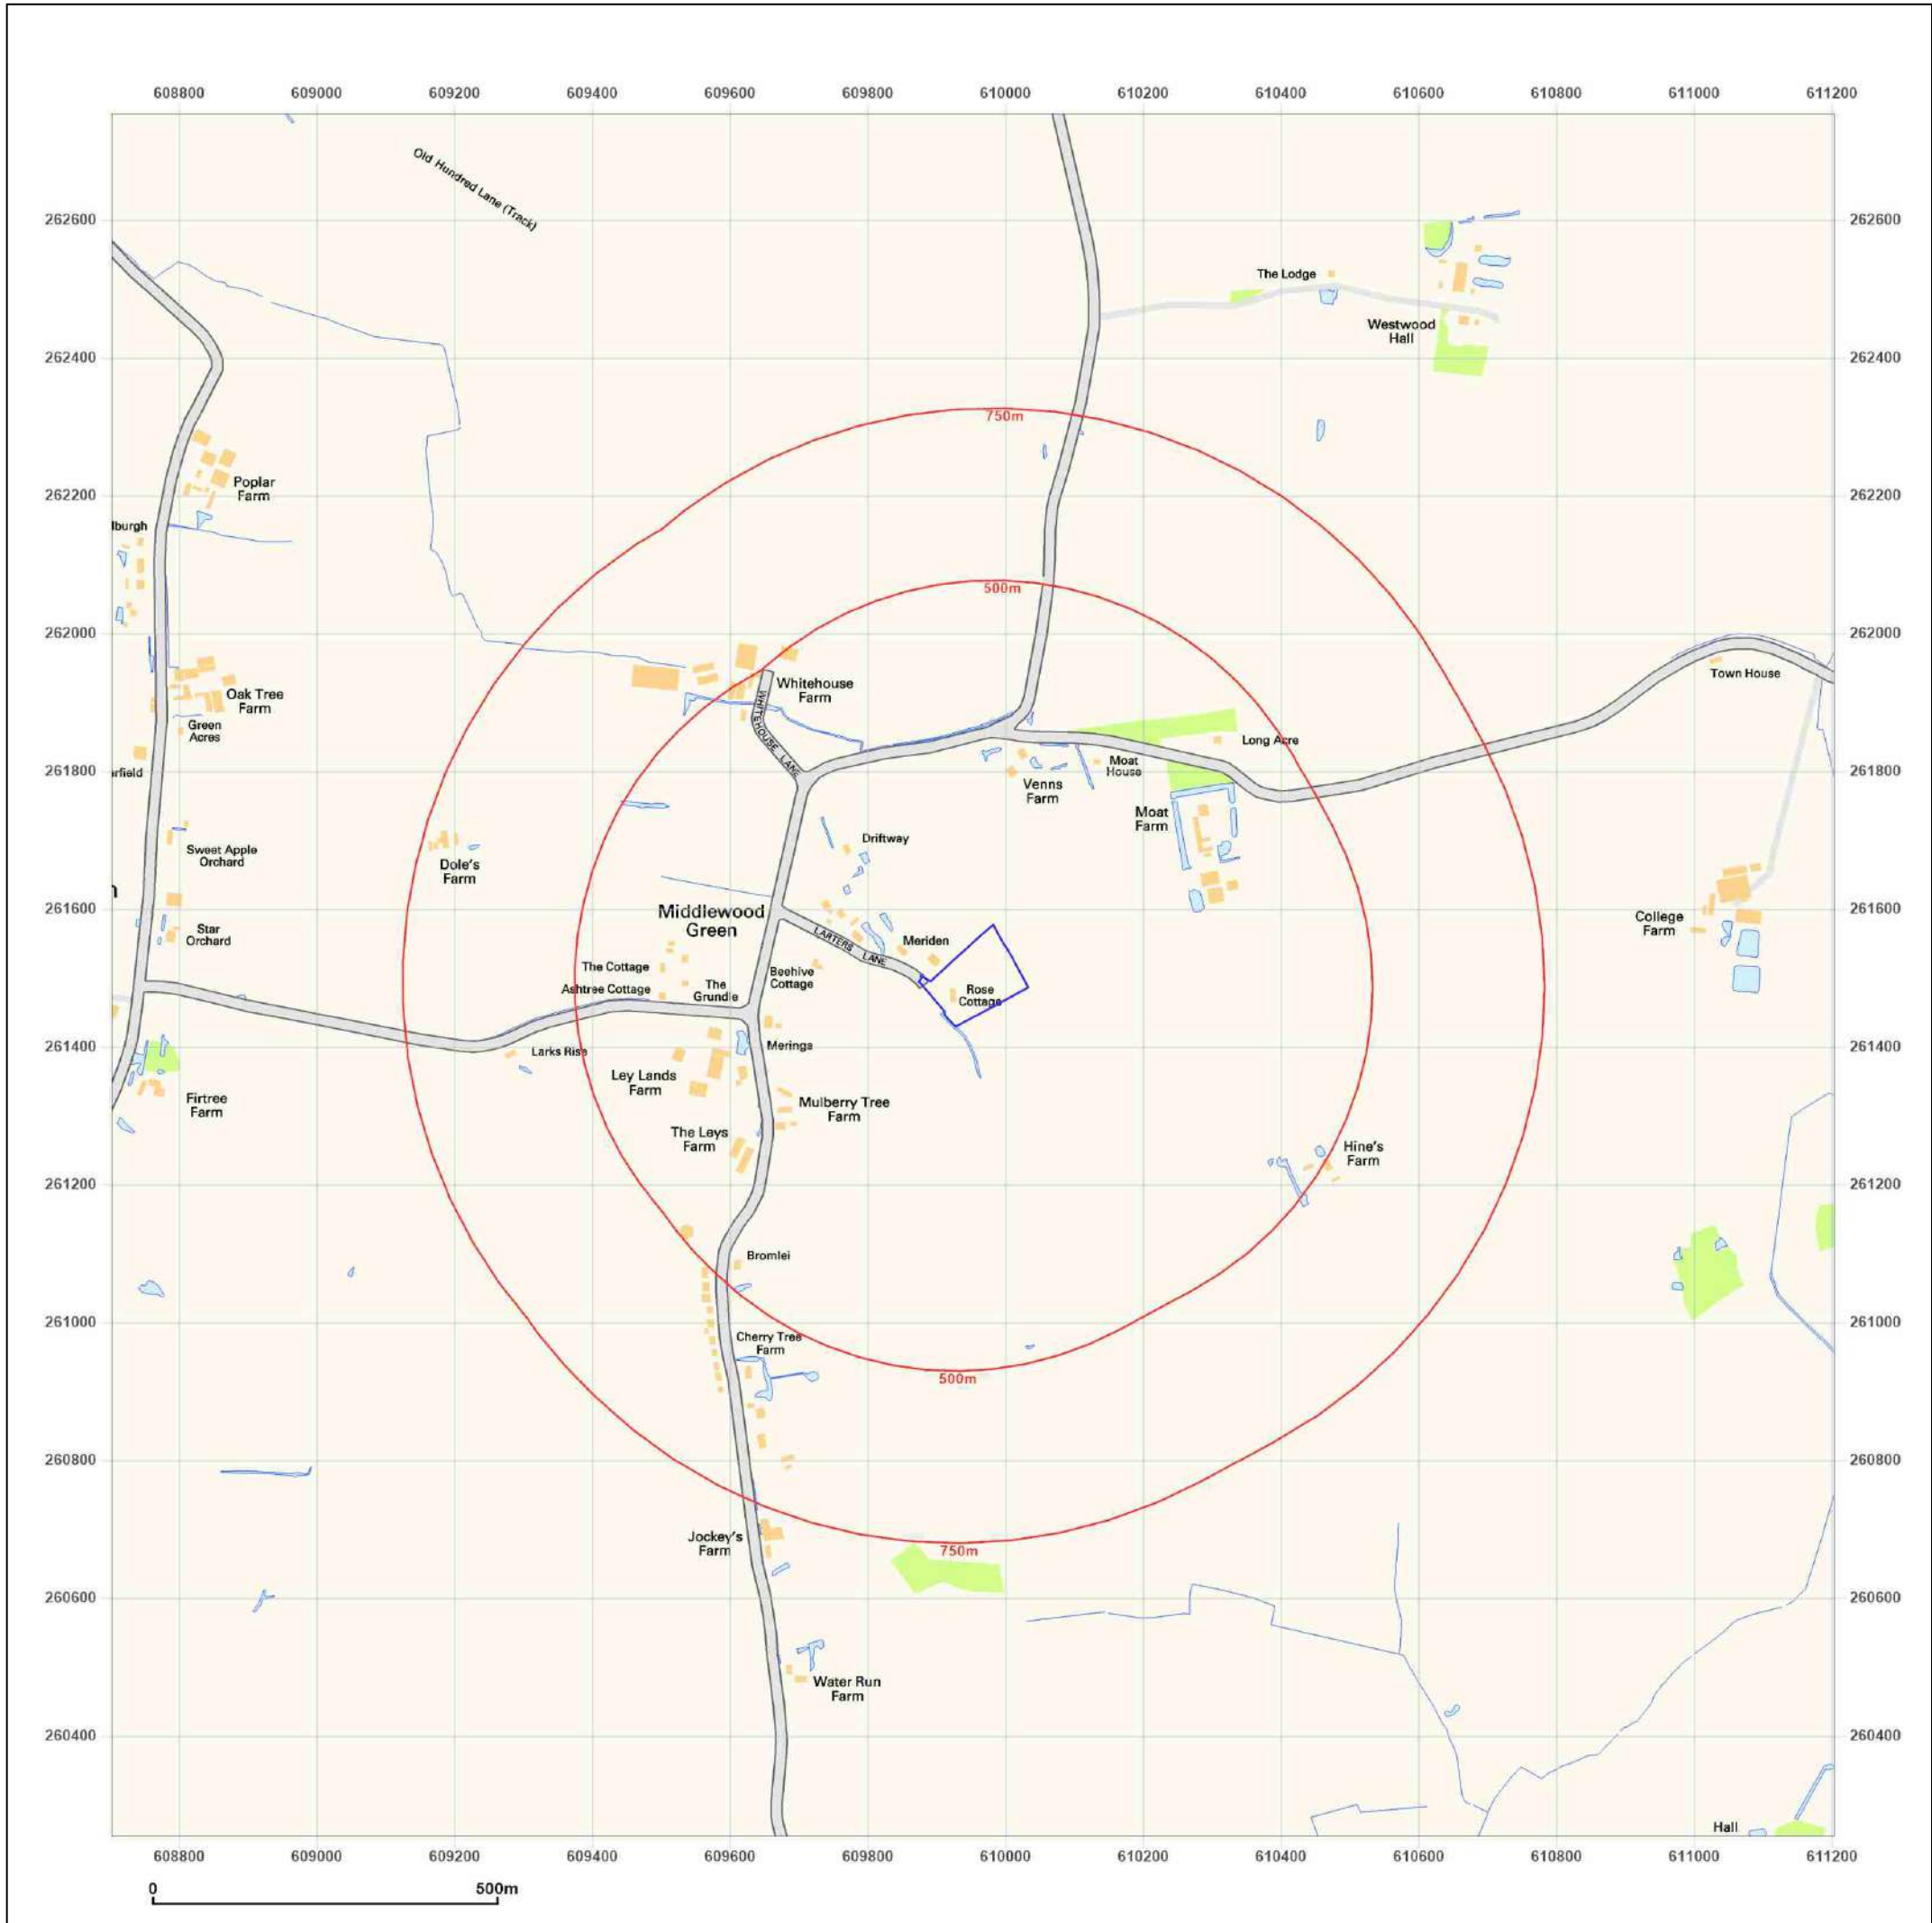 608800 609000 609200 609400 609600 609800 610000 610200 610400 610600 610800 611000 611200
Old Hundred Lane (Track)
262600 262600
The Lodge
Westwood
Hall
262400 262400
750m
Poplar
Farm
262200 262200
lburgh
500m
262000 262000
Town House
Whitehouse
Farm
WHITEHOUSE LANE
Oak Tree
Farm
Green
Acres
Long Acre
261800 261800
rfield
Moat
House
Venns
Farm
Moat
Farm
Driftway
Sweet Apple
Orchard
Dole's
Farm
261600 261600
Middlewood
Green
College
Farm
Star
Orchard
LARTERS LANE
Meriden
The Cottage
Beehive
Cottage
Ashtree Cottage
The
Grundle
Rose
Cottage
261400 261400
Larks Rise
Meringa
Ley Lands
Farm
Firtree
Farm
Mulberry Tree
Farm
The Leys
Farm
Hine's
Farm
261200 261200
Bromlei
261000 261000
Cherry Tree
Farm
500m
260800 260800
Jockey's
Farm
750m
260600 260600
Water Run
Farm
260400 260400
Hall
608800 609000 609200 609400 609600 609800 610000 610200 610400 610600 610800 611000 611200
0 500m